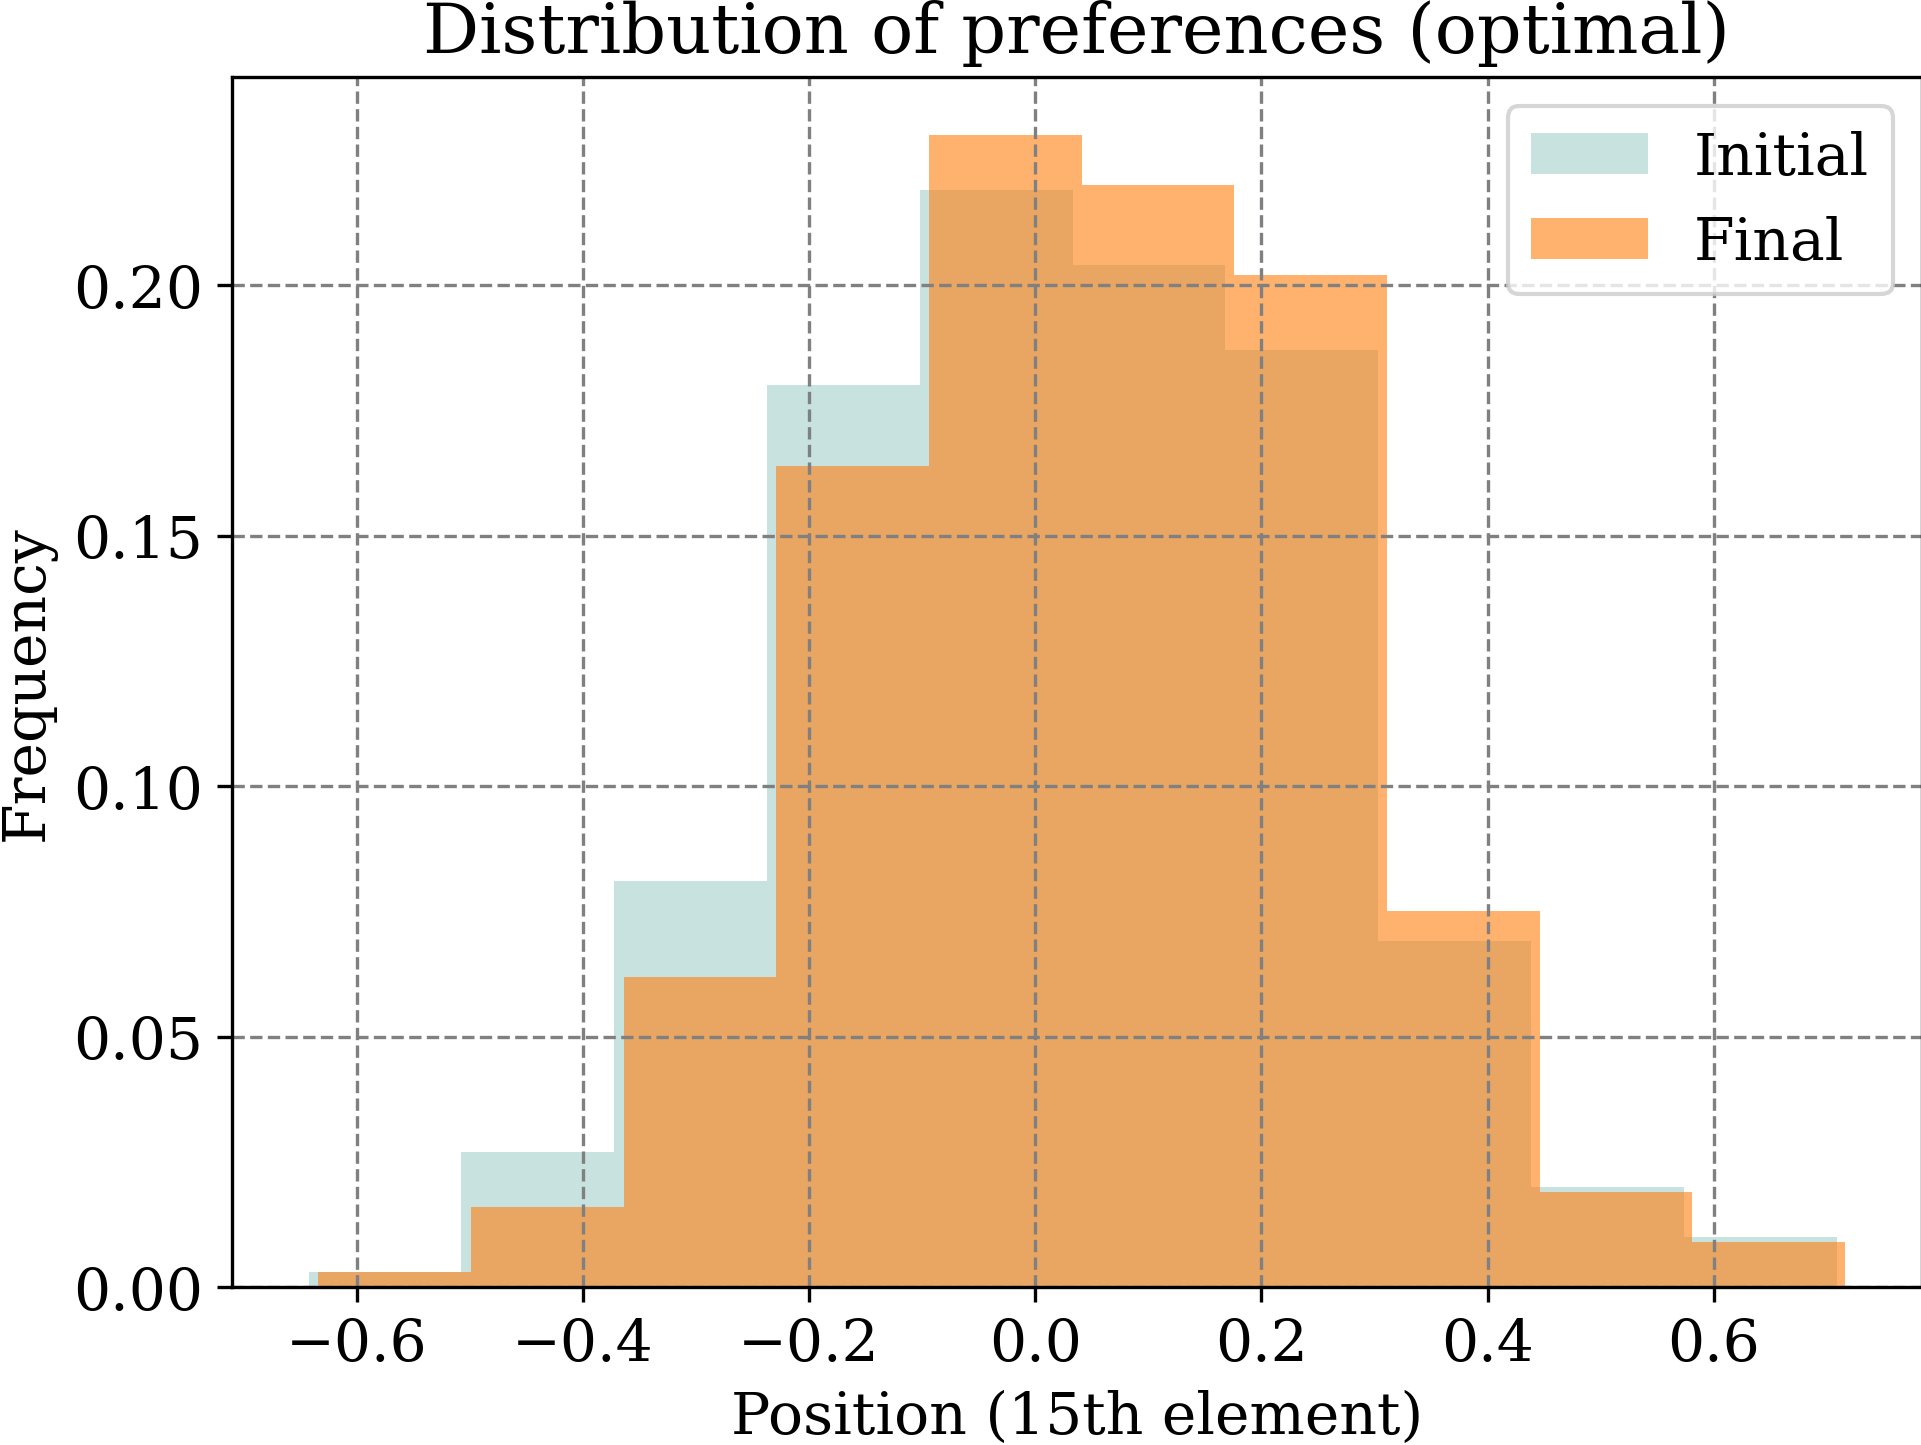 Distribution of preferences (optimal)
Initial
Final
Frequency
0.20
0.15
0.10
0.05
0.00
−0.6 −0.4 −0.2 0.0 0.2 0.4 0.6
Position (15th element)